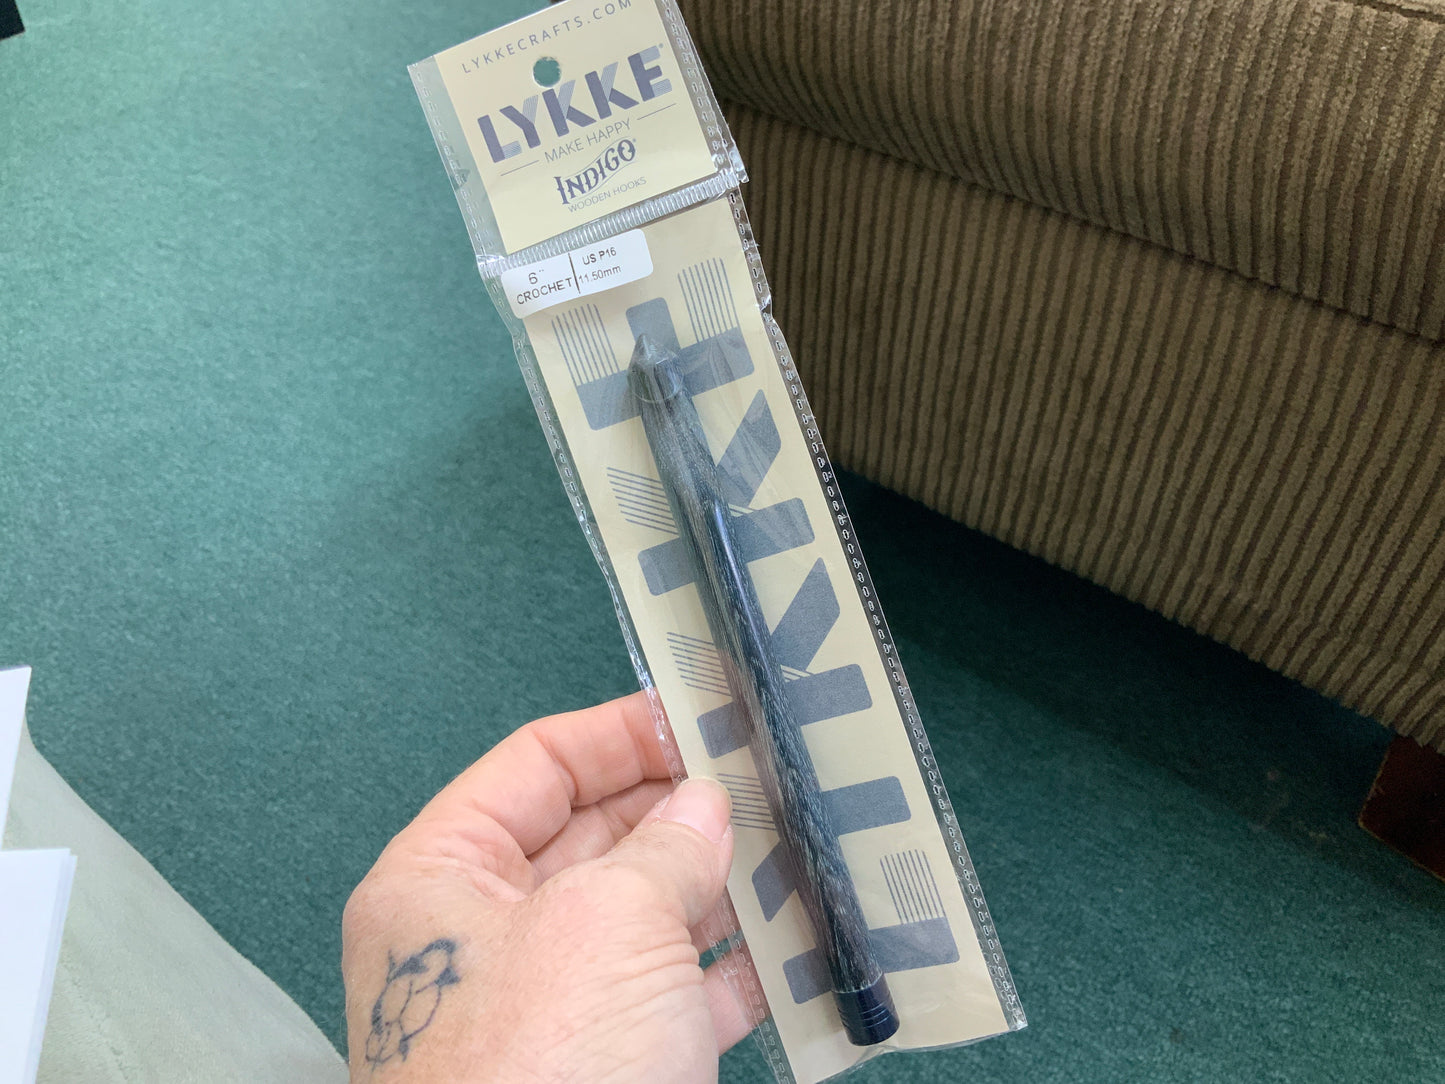 LYKKECRAFTS.COM
LYKKE®
MAKE HAPPY
INDIGO®
WOODEN HOOKS
6" CROCHET
US P16
11.50mm
LYKKE